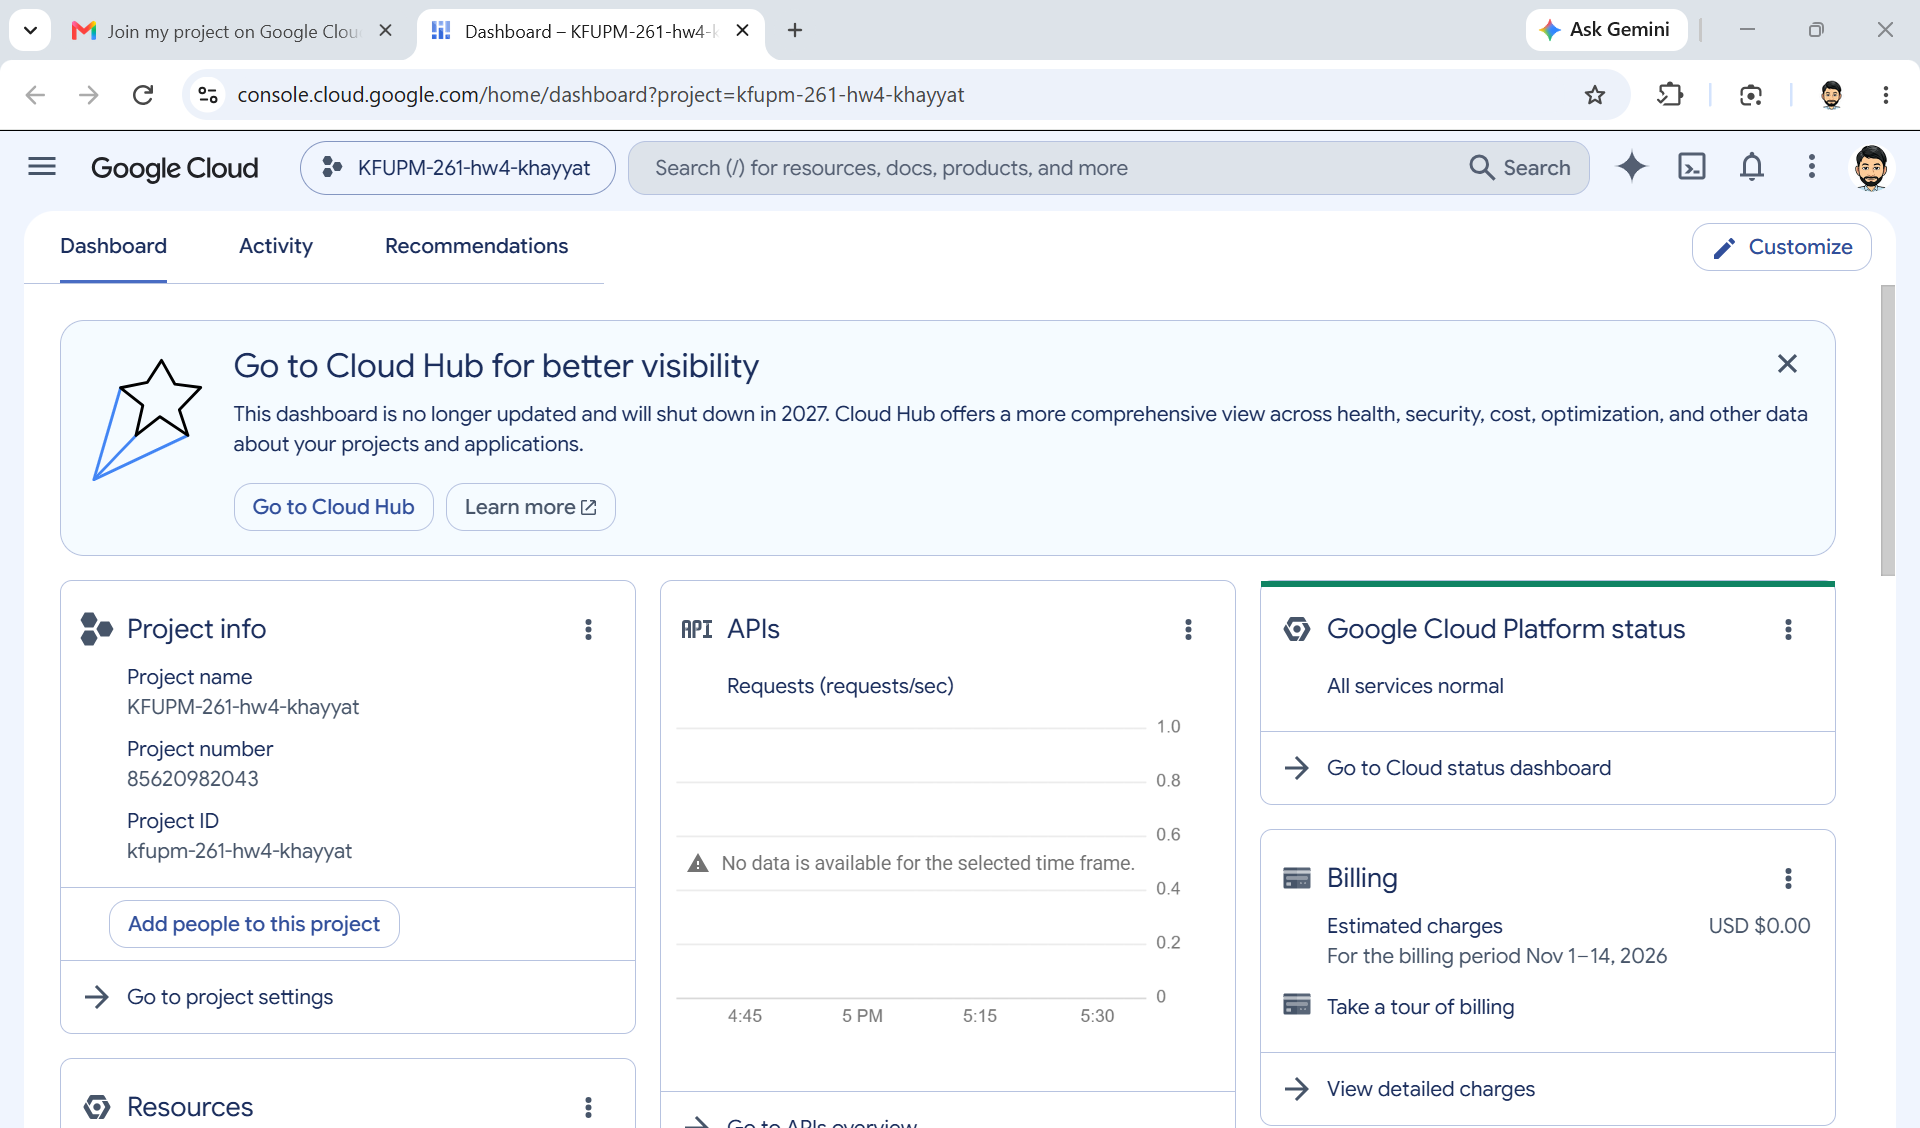 Join my project on Google Clou
Dashboard – KFUPM-261-hw4-k
Ask Gemini
console.cloud.google.com/home/dashboard?project=kfupm-261-hw4-khayyat
Google Cloud
KFUPM-261-hw4-khayyat
Search (/) for resources, docs, products, and more
Search
Dashboard
Activity
Recommendations
Customize
Go to Cloud Hub for better visibility
This dashboard is no longer updated and will shut down in 2027. Cloud Hub offers a more comprehensive view across health, security, cost, optimization, and other data
about your projects and applications.
Go to Cloud Hub
Learn more
Project info
Project name
KFUPM-261-hw4-khayyat
Project number
85620982043
Project ID
kfupm-261-hw4-khayyat
Add people to this project
Go to project settings
Resources
API APIs
Requests (requests/sec)
1.0
0.8
0.6
No data is available for the selected time frame.
0.4
0.2
0
4:45 5 PM 5:15 5:30
Go to APIs overview
Google Cloud Platform status
All services normal
Go to Cloud status dashboard
Billing
Estimated charges USD $0.00
For the billing period Nov 1–14, 2026
Take a tour of billing
View detailed charges